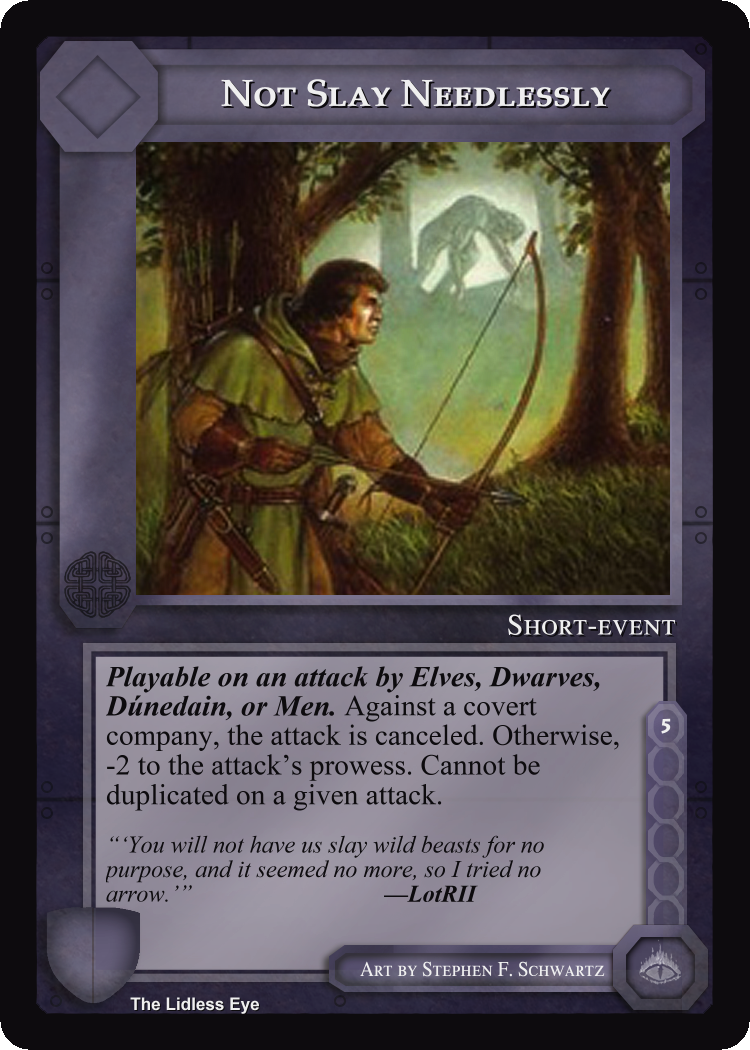 Not Slay Needlessly
Short-event
Playable on an attack by Elves, Dwarves,
Dúnedain, or Men. Against a covert
company, the attack is canceled. Otherwise,
-2 to the attack’s prowess. Cannot be
duplicated on a given attack.
5
“‘You will not have us slay wild beasts for no
purpose, and it seemed no more, so I tried no
arrow.’” —LotRII
Art by Stephen F. Schwartz
The Lidless Eye